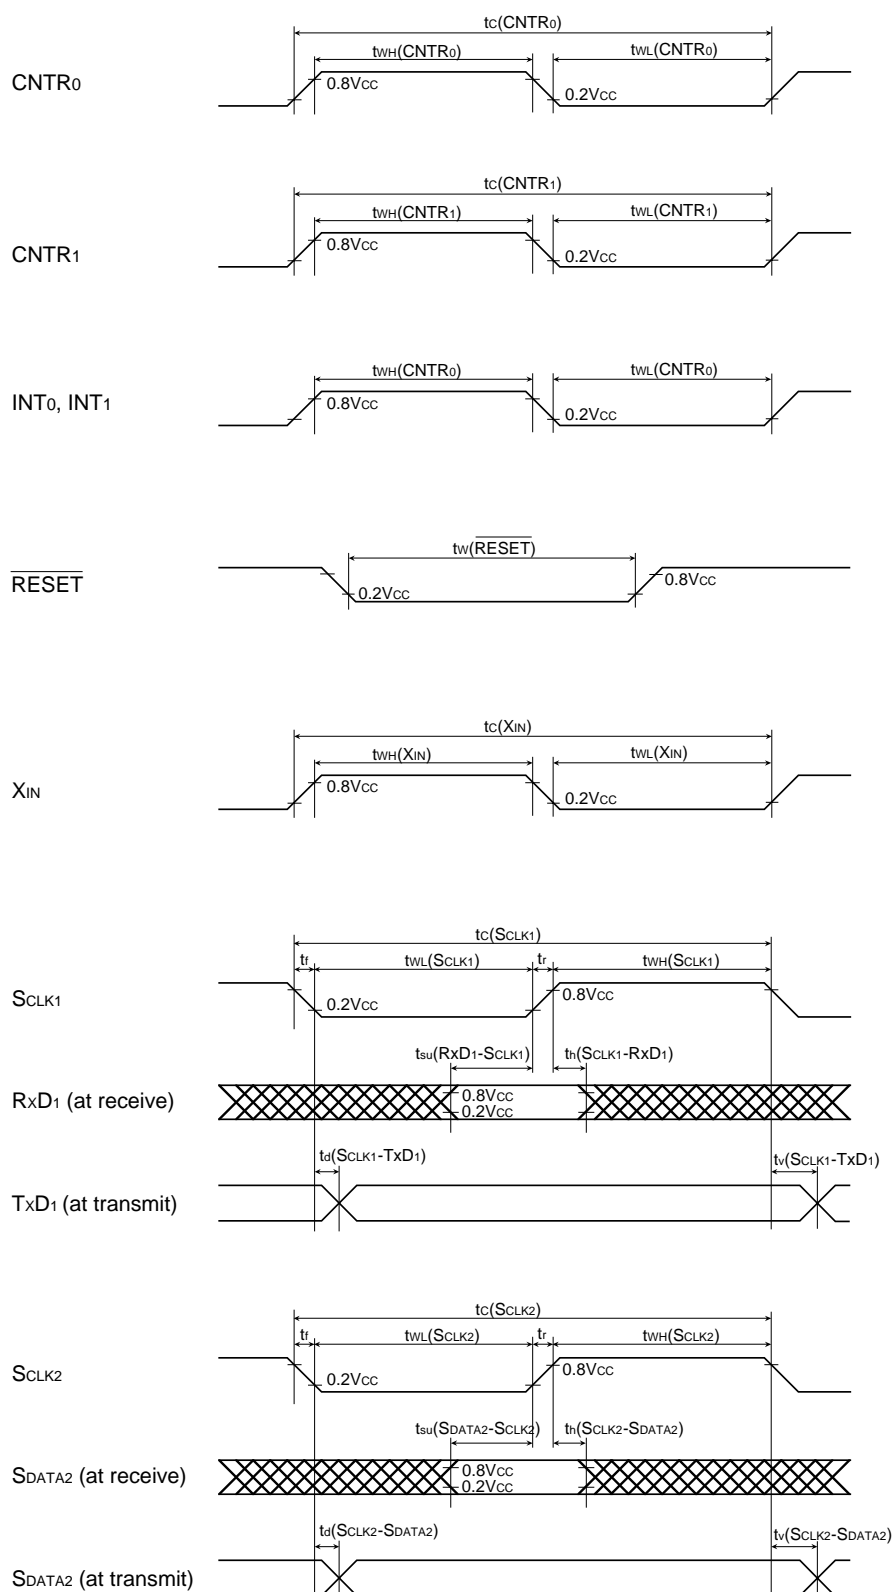 tC(CNTR0)
tWH(CNTR0) tWL(CNTR0)
CNTR0 0.8VCC 0.2VCC
tC(CNTR1)
tWH(CNTR1) tWL(CNTR1)
CNTR1 0.8VCC 0.2VCC
tWH(CNTR0) tWL(CNTR0)
INT0, INT1 0.8VCC 0.2VCC
tW(RESET)
RESET 0.2VCC 0.8VCC
tC(XIN)
tWH(XIN) tWL(XIN)
XIN 0.8VCC 0.2VCC
tC(SCLK1)
tf tWL(SCLK1) tr tWH(SCLK1)
SCLK1 0.2VCC 0.8VCC
tsu(RXD1-SCLK1) th(SCLK1-RXD1)
RXD1 (at receive) 0.8VCC
0.2VCC
td(SCLK1-TXD1) tv(SCLK1-TXD1)
TXD1 (at transmit)
tC(SCLK2)
tf tWL(SCLK2) tr tWH(SCLK2)
SCLK2 0.2VCC 0.8VCC
tsu(SDATA2-SCLK2) th(SCLK2-SDATA2)
SDATA2 (at receive) 0.8VCC
0.2VCC
td(SCLK2-SDATA2) tv(SCLK2-SDATA2)
SDATA2 (at transmit)